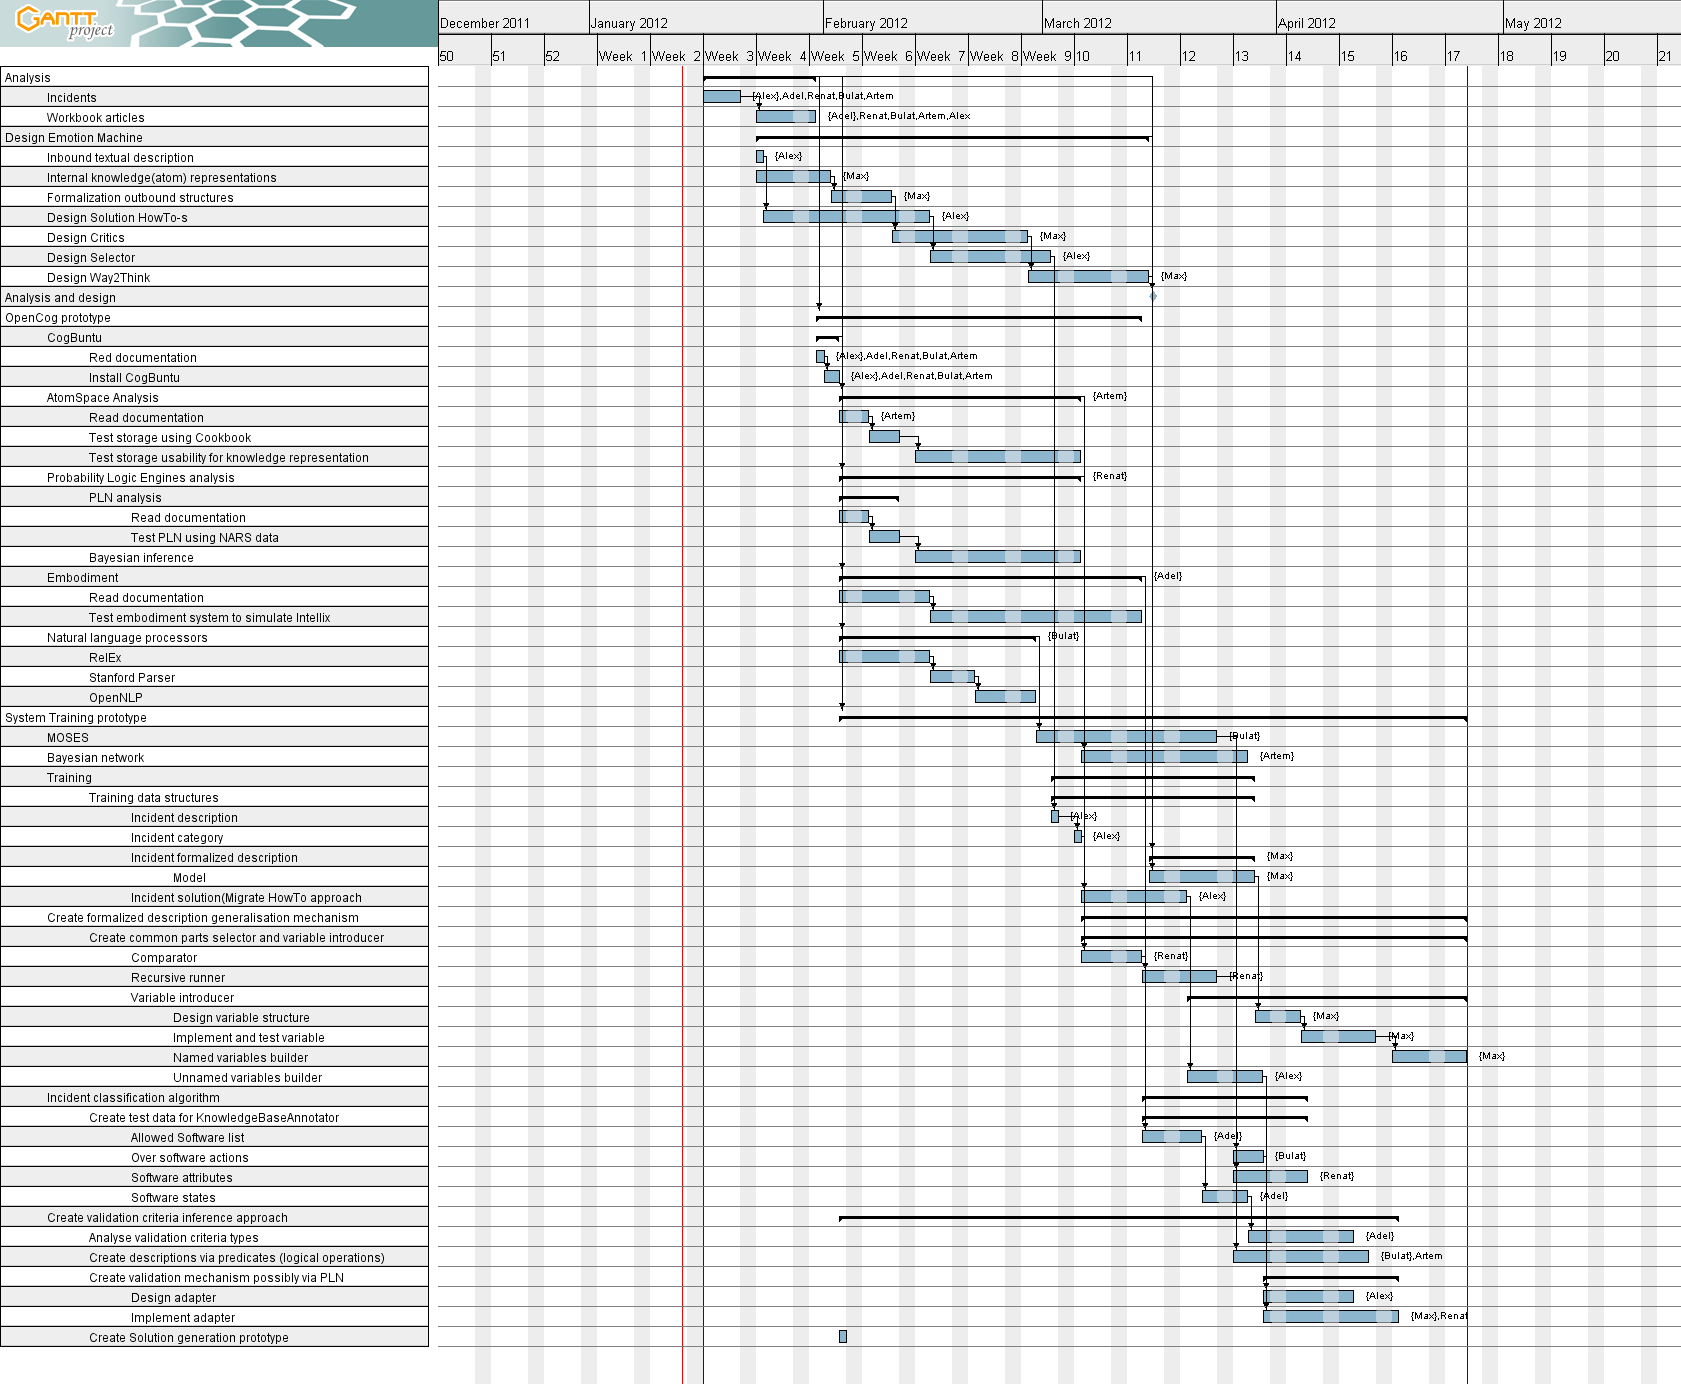 GANTT project
December 2011 January 2012 February 2012 March 2012 April 2012 May 2012
50 51 52 Week 1 Week 2 Week 3 Week 4 Week 5 Week 6 Week 7 Week 8 Week 9 10 11 12 13 14 15 16 17 18 19 20 21
Analysis
Incidents {Alex},Adel,Renat,Bulat,Artem
Workbook articles {Adel},Renat,Bulat,Artem,Alex
Design Emotion Machine
Inbound textual description {Alex}
Internal knowledge(atom) representations {Max}
Formalization outbound structures {Max}
Design Solution HowTo-s {Alex}
Design Critics {Max}
Design Selector {Alex}
Design Way2Think {Max}
Analysis and design
OpenCog prototype
CogBuntu
Red documentation {Alex},Adel,Renat,Bulat,Artem
Install CogBuntu {Alex},Adel,Renat,Bulat,Artem
AtomSpace Analysis {Artem}
Read documentation {Artem}
Test storage using Cookbook
Test storage usability for knowledge representation
Probability Logic Engines analysis {Renat}
PLN analysis
Read documentation
Test PLN using NARS data
Bayesian inference
Embodiment {Adel}
Read documentation
Test embodiment system to simulate Intellix
Natural language processors {Bulat}
RelEx
Stanford Parser
OpenNLP
System Training prototype
MOSES {Bulat}
Bayesian network {Artem}
Training
Training data structures
Incident description {Alex}
Incident category {Alex}
Incident formalized description {Max}
Model {Max}
Incident solution(Migrate HowTo approach {Alex}
Create formalized description generalisation mechanism
Create common parts selector and variable introducer
Comparator {Renat}
Recursive runner {Renat}
Variable introducer
Design variable structure {Max}
Implement and test variable {Max}
Named variables builder {Max}
Unnamed variables builder {Alex}
Incident classification algorithm
Create test data for KnowledgeBaseAnnotator
Allowed Software list {Adel}
Over software actions {Bulat}
Software attributes {Renat}
Software states {Adel}
Create validation criteria inference approach
Analyse validation criteria types {Adel}
Create descriptions via predicates (logical operations) {Bulat},Artem
Create validation mechanism possibly via PLN
Design adapter {Alex}
Implement adapter {Max},Renat
Create Solution generation prototype